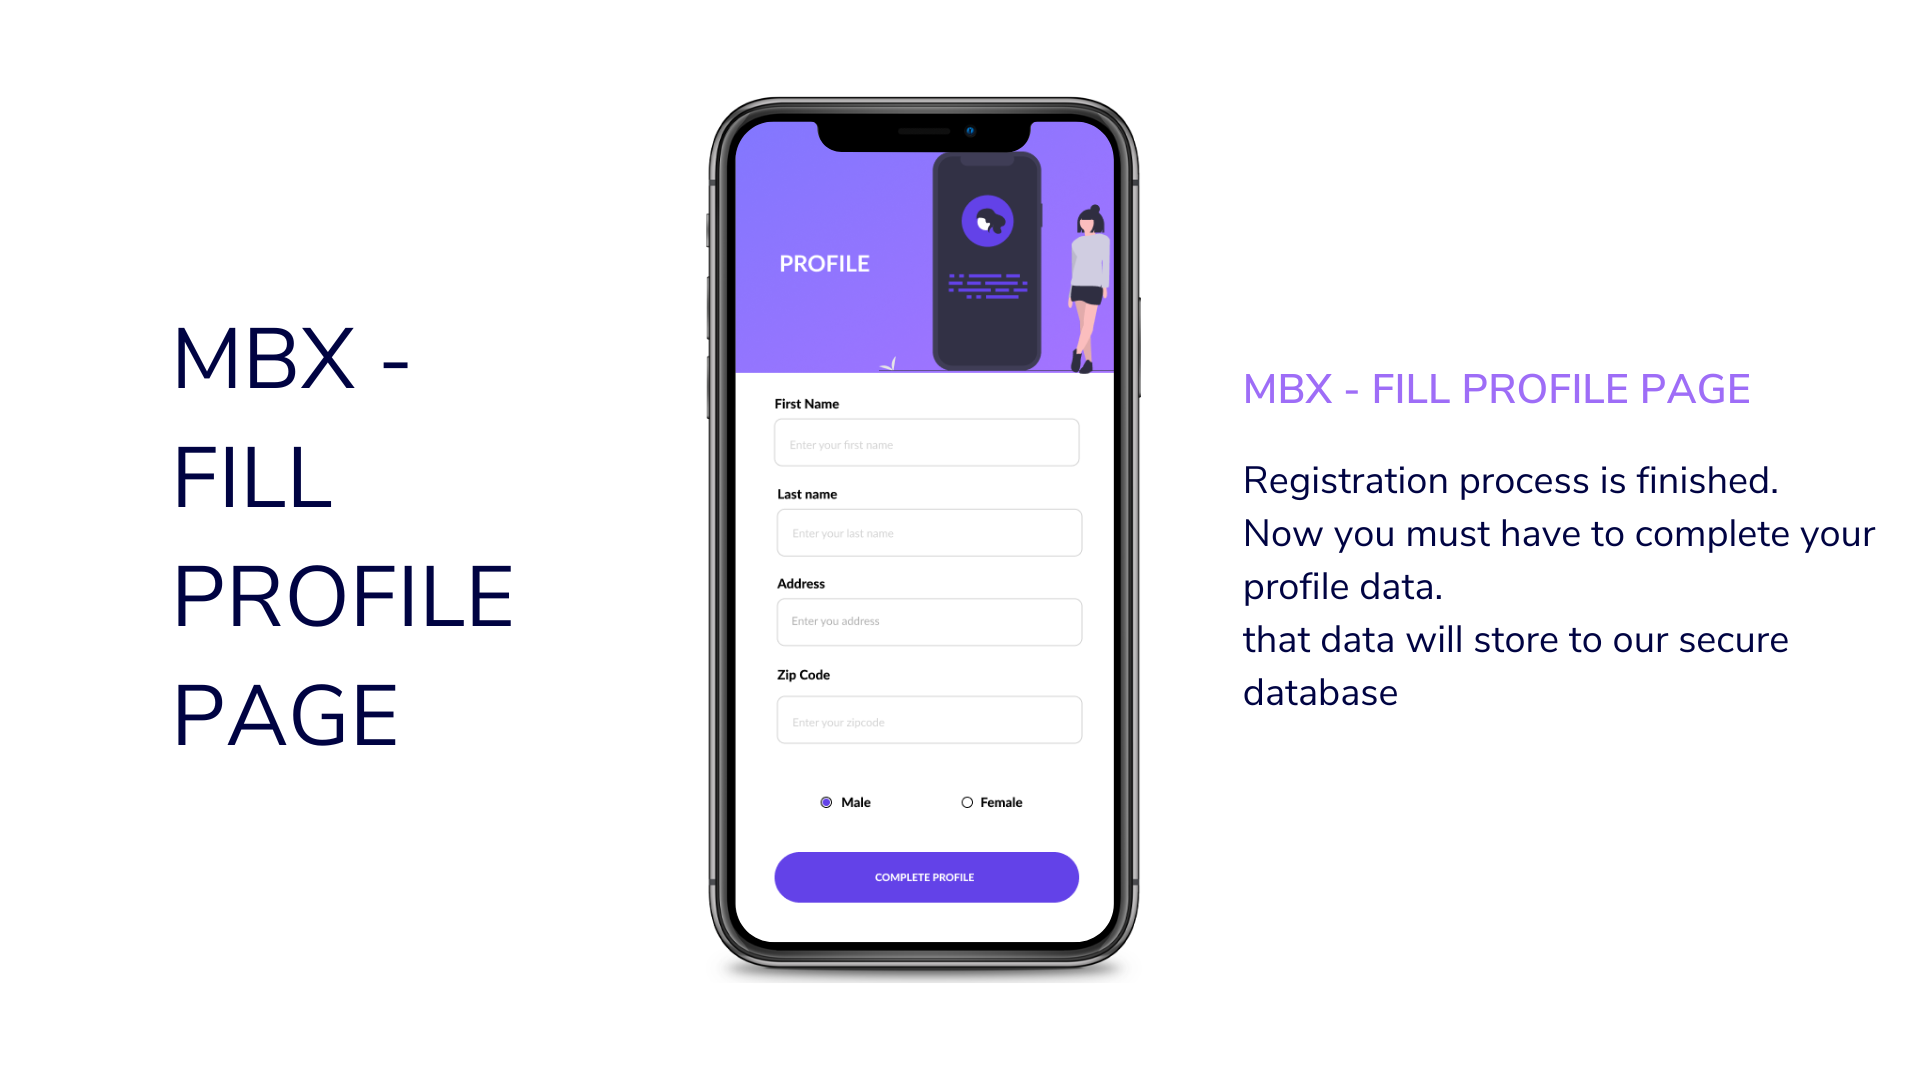 MBX -
FILL
PROFILE
PAGE
PROFILE
First Name
Enter your first name
Last name
Enter your last name
Address
Enter you address
Zip Code
Enter your zipcode
Male
Female
COMPLETE PROFILE
MBX - FILL PROFILE PAGE
Registration process is finished.
Now you must have to complete your
profile data.
that data will store to our secure
database